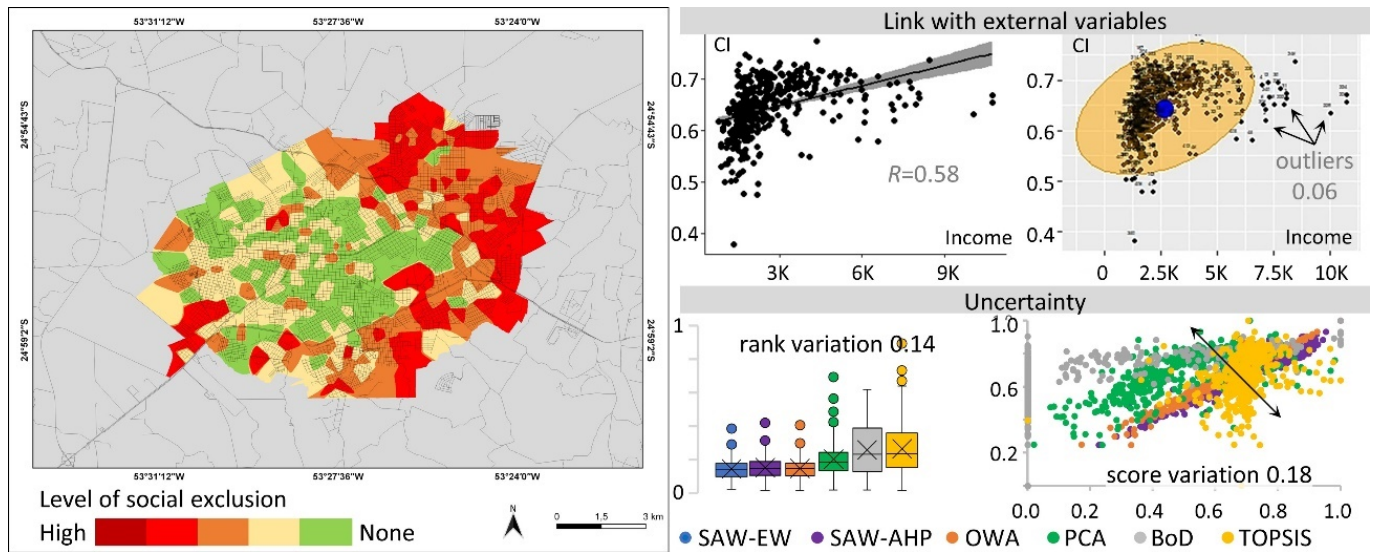 53°31'12"W 53°27'36"W 53°24'0"W
24°54'43"S
24°54'43"S
24°59'2"S
24°59'2"S
53°31'12"W 53°27'36"W 53°24'0"W
Level of social exclusion
High None
N
0 1.5 3 km
Link with external variables
CI
0.7
0.6
0.5
0.4
R=0.58
Income
3K 6K 9K
CI
0.7
0.6
0.5
0.4
outliers
0.06
Income
0 2.5K 5K 7.5K 10K
Uncertainty
1
rank variation 0.14
0
1.0
0.6
0.2
score variation 0.18
0.0 0.2 0.4 0.6 0.8 1.0
SAW-EW SAW-AHP OWA PCA BoD TOPSIS